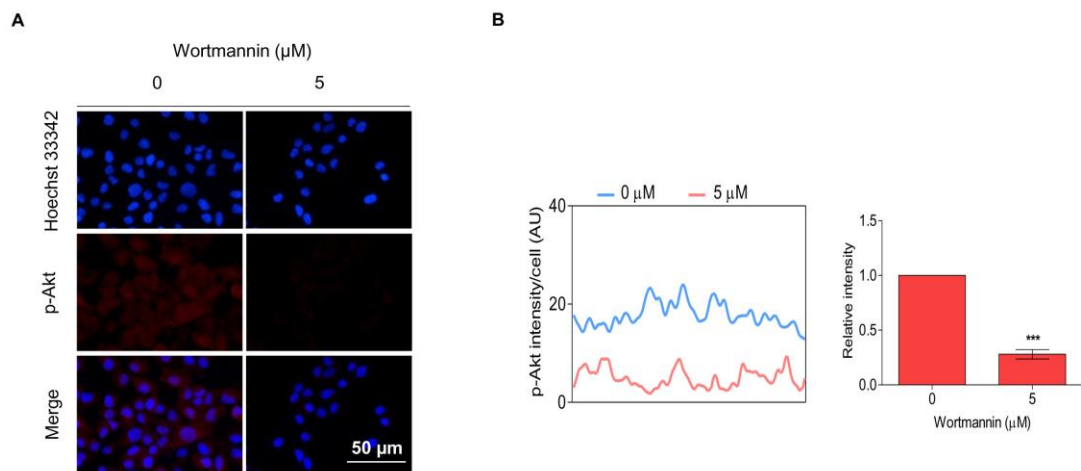 A
Wortmannin (µM)
0 5
Hoechst 33342
p-Akt
Merge
50 µm
B
0 µM 5 µM
p-Akt intensity/cell (AU)
40
20
0
Relative intensity
1.5
1.0
0.5
0.0
***
0 5
Wortmannin (µM)